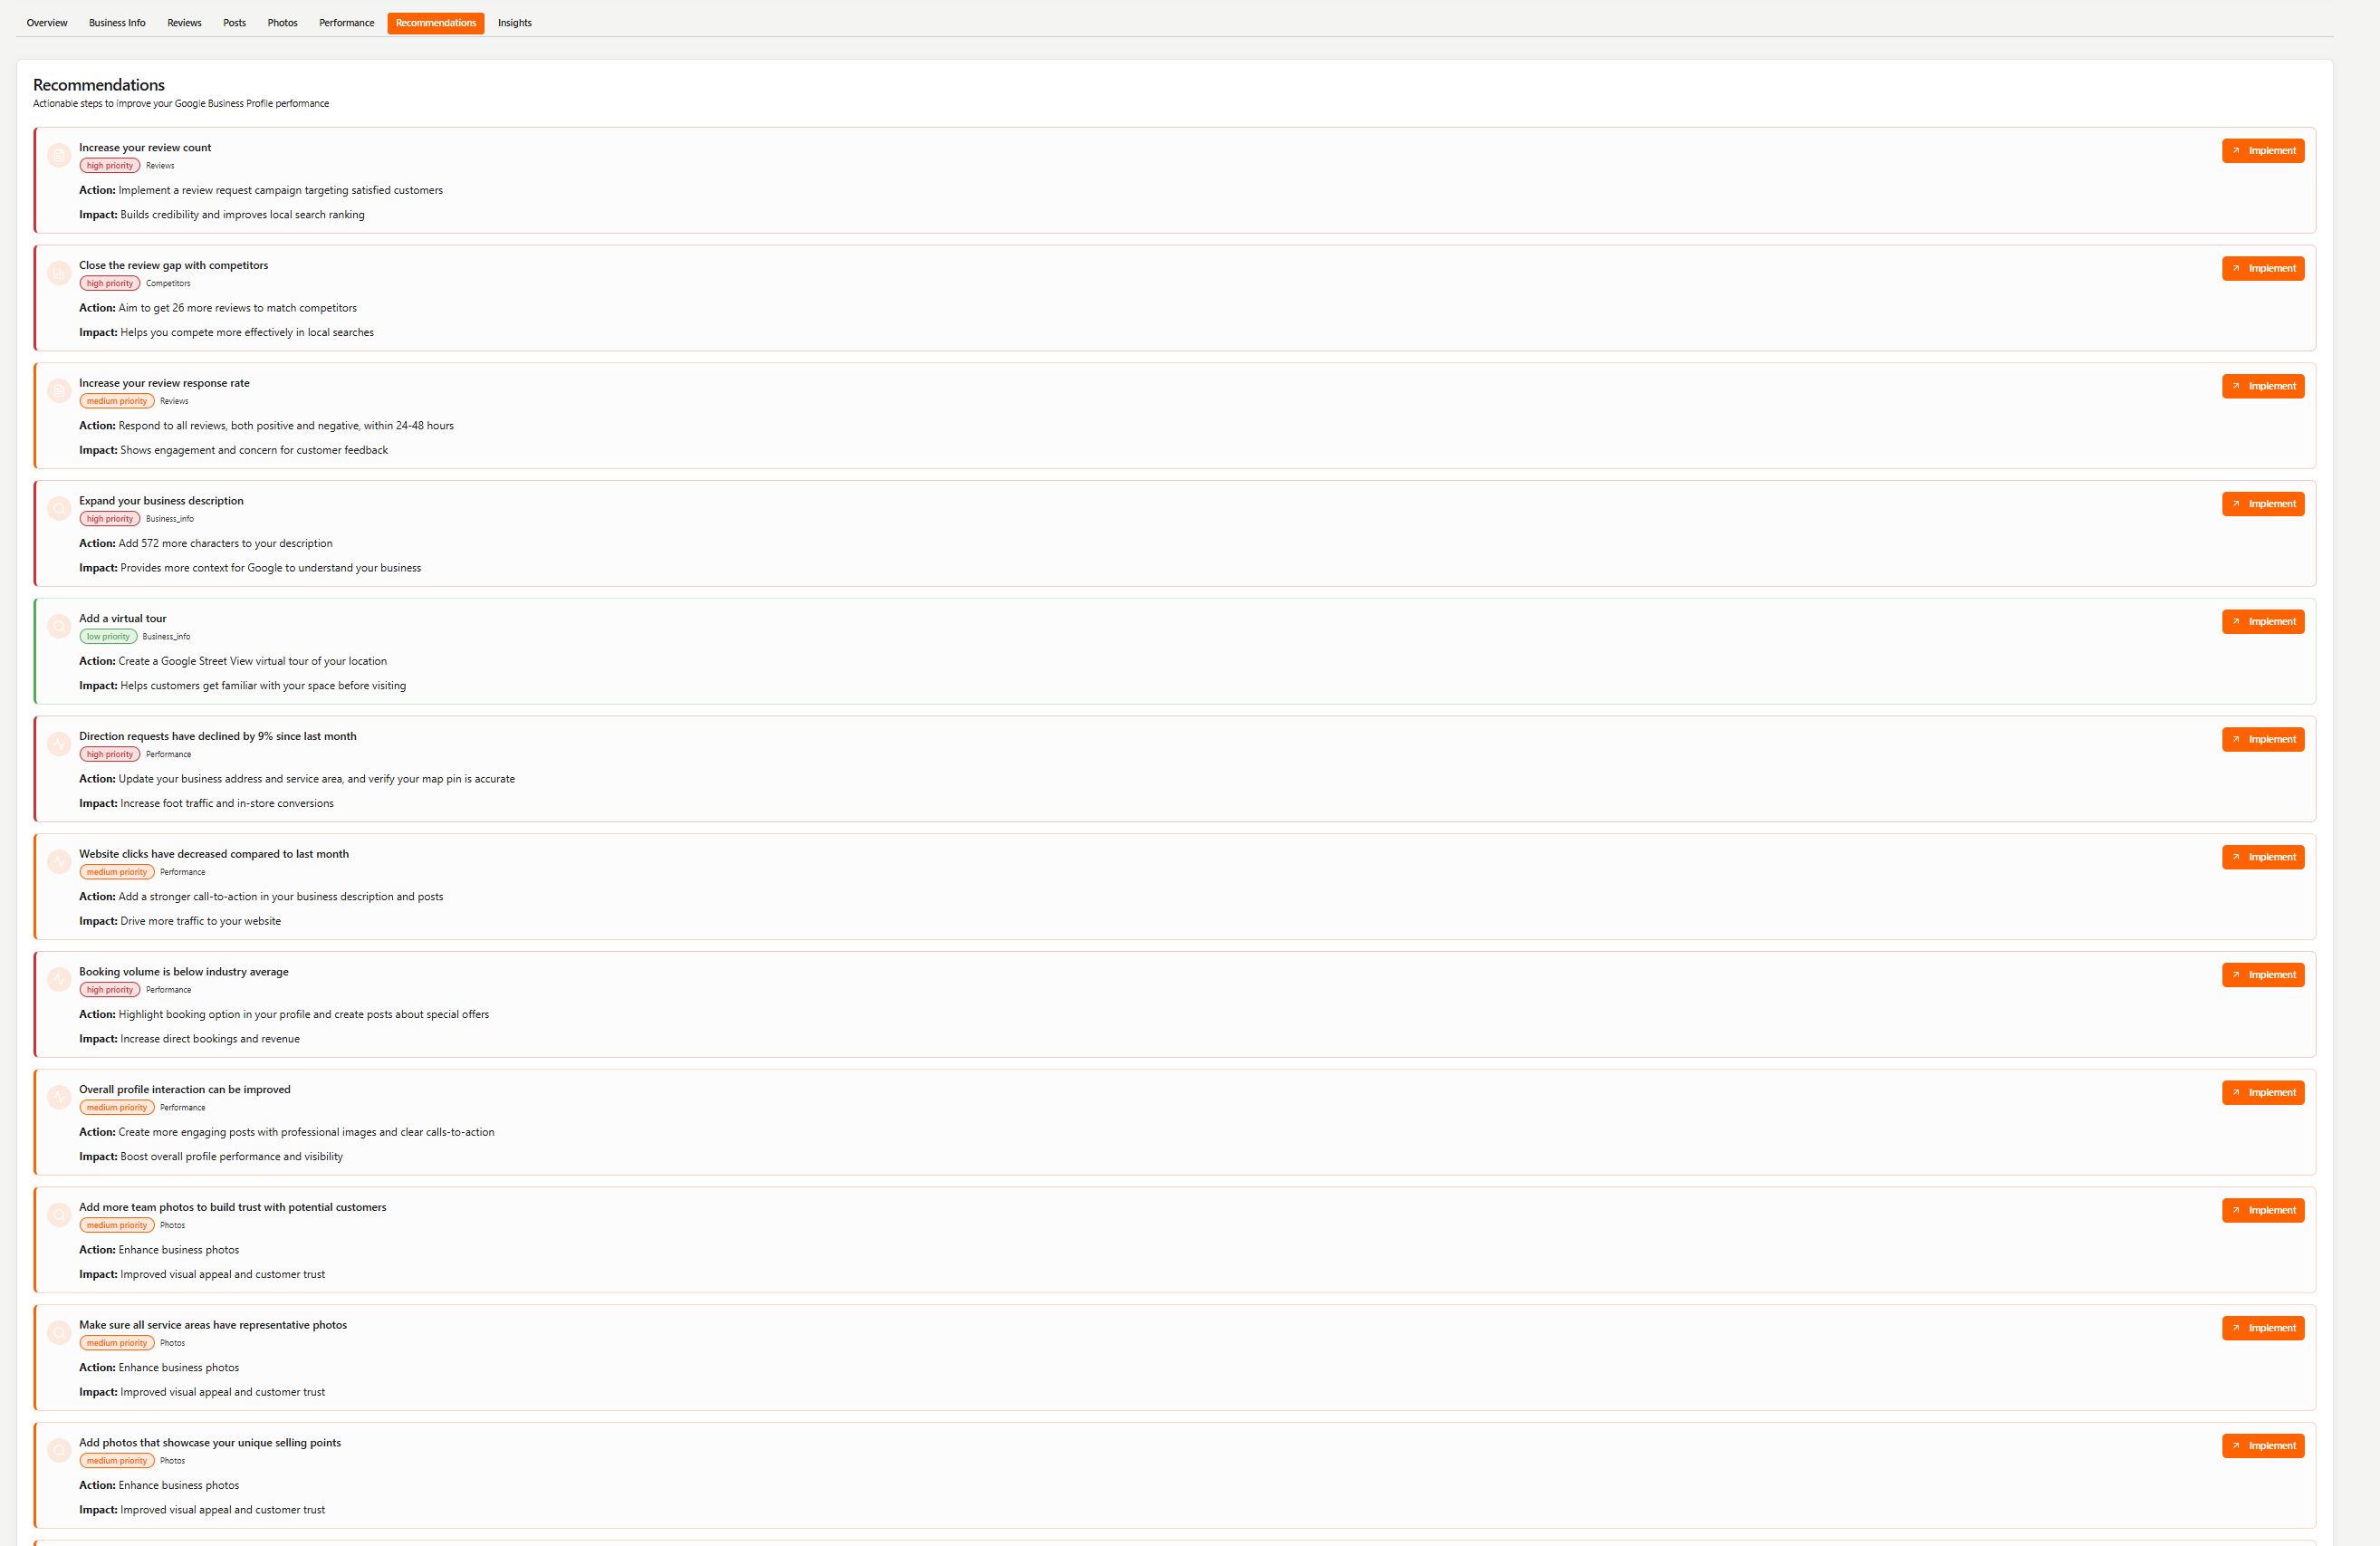 Overview Business Info Reviews Posts Photos Performance Recommendations Insights
Recommendations
Actionable steps to improve your Google Business Profile performance
Increase your review count
Implement
high priority Reviews
Action: Implement a review request campaign targeting satisfied customers
Impact: Builds credibility and improves local search ranking
Close the review gap with competitors
Implement
high priority Competitors
Action: Aim to get 26 more reviews to match competitors
Impact: Helps you compete more effectively in local searches
Increase your review response rate
Implement
medium priority Reviews
Action: Respond to all reviews, both positive and negative, within 24-48 hours
Impact: Shows engagement and concern for customer feedback
Expand your business description
Implement
high priority Business_info
Action: Add 572 more characters to your description
Impact: Provides more context for Google to understand your business
Add a virtual tour
Implement
low priority Business_info
Action: Create a Google Street View virtual tour of your location
Impact: Helps customers get familiar with your space before visiting
Direction requests have declined by 9% since last month
Implement
high priority Performance
Action: Update your business address and service area, and verify your map pin is accurate
Impact: Increase foot traffic and in-store conversions
Website clicks have decreased compared to last month
Implement
medium priority Performance
Action: Add a stronger call-to-action in your business description and posts
Impact: Drive more traffic to your website
Booking volume is below industry average
Implement
high priority Performance
Action: Highlight booking option in your profile and create posts about special offers
Impact: Increase direct bookings and revenue
Overall profile interaction can be improved
Implement
medium priority Performance
Action: Create more engaging posts with professional images and clear calls-to-action
Impact: Boost overall profile performance and visibility
Add more team photos to build trust with potential customers
Implement
medium priority Photos
Action: Enhance business photos
Impact: Improved visual appeal and customer trust
Make sure all service areas have representative photos
Implement
medium priority Photos
Action: Enhance business photos
Impact: Improved visual appeal and customer trust
Add photos that showcase your unique selling points
Implement
medium priority Photos
Action: Enhance business photos
Impact: Improved visual appeal and customer trust